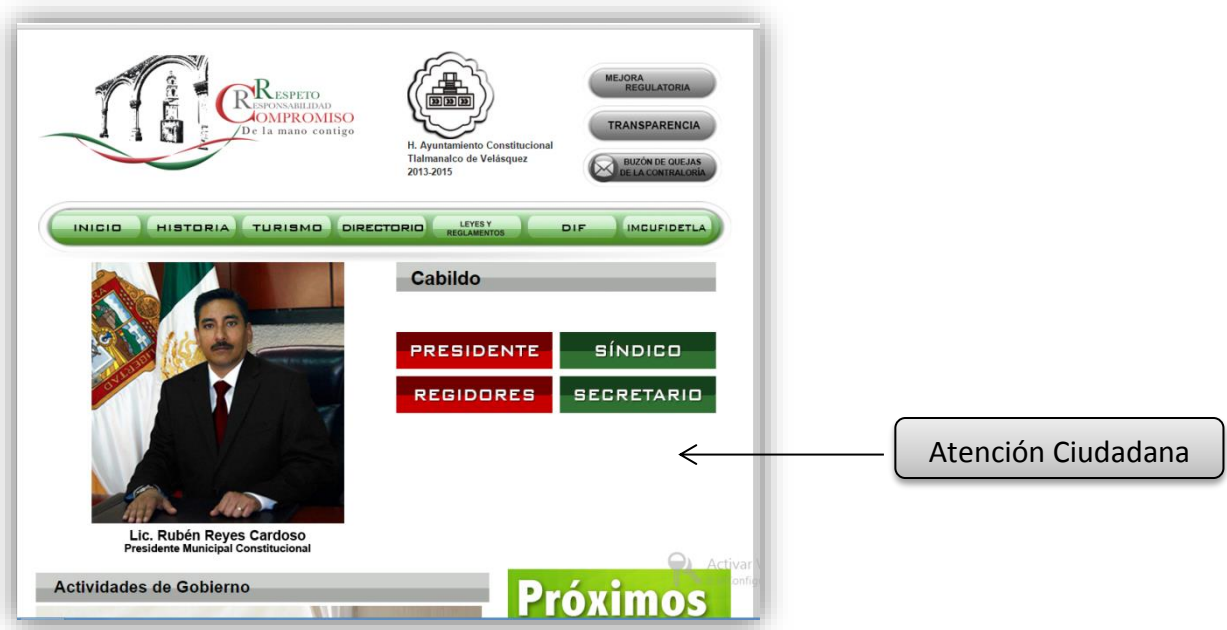 RESPETO
RESPONSABILIDAD
COMPROMISO
De la mano contigo
H. Ayuntamiento Constitucional
Tlalmanalco de Velásquez
2013-2015
MEJORA
REGULATORIA
TRANSPARENCIA
BUZÓN DE QUEJAS
DE LA CONTRALORÍA
INICIO HISTORIA TURISMO DIRECTORIO LEYES Y REGLAMENTOS DIF IMCUFIDETLA
LIBERTAD
Lic. Rubén Reyes Cardoso
Presidente Municipal Constitucional
Cabildo
PRESIDENTE SÍNDICO
REGIDORES SECRETARIO
Atención Ciudadana
Activar
Actividades de Gobierno
Próximos